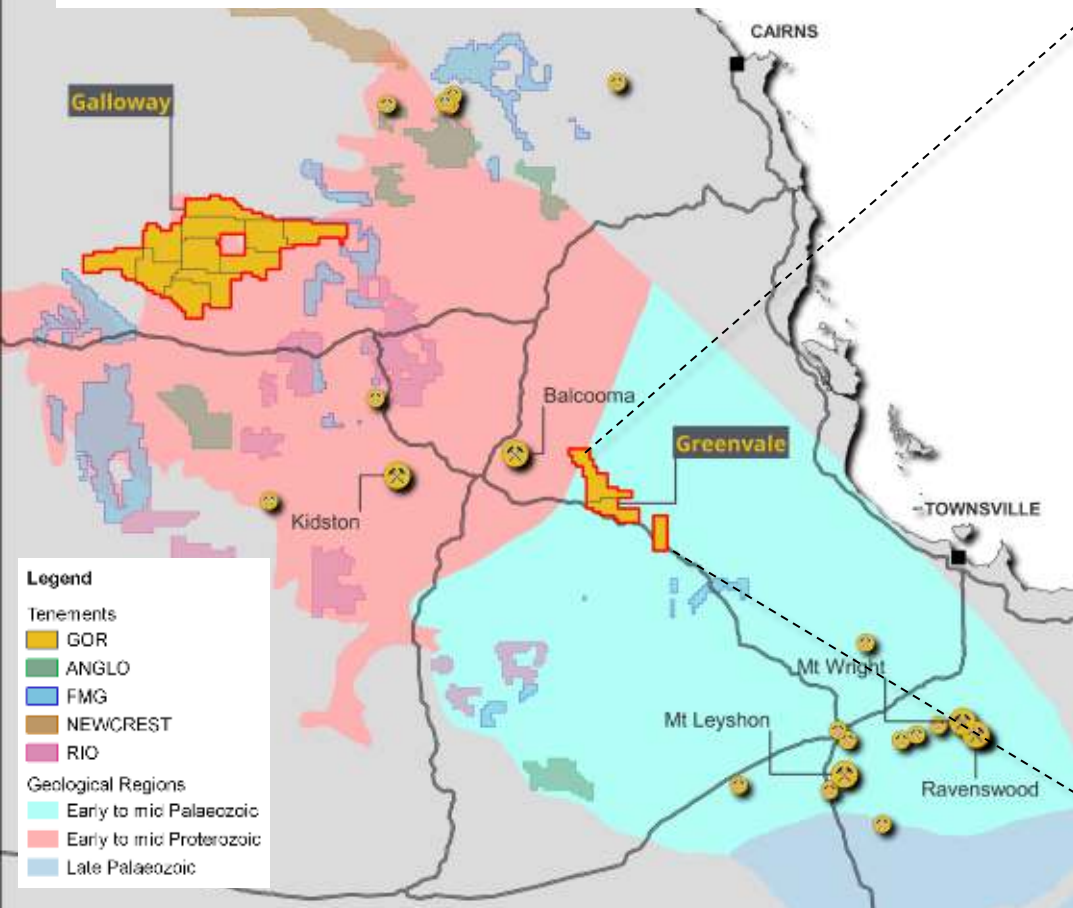 CAIRNS
Galloway
Balcooma
Greenvale
Kidston
TOWNSVILLE
Mt Wright
Mt Leyshon
Ravenswood
Legend
Tenements
GOR
ANGLO
FMG
NEWCREST
RIO
Geological Regions
Early to mid Palaeozoic
Early to mid Proterozoic
Late Palaeozoic